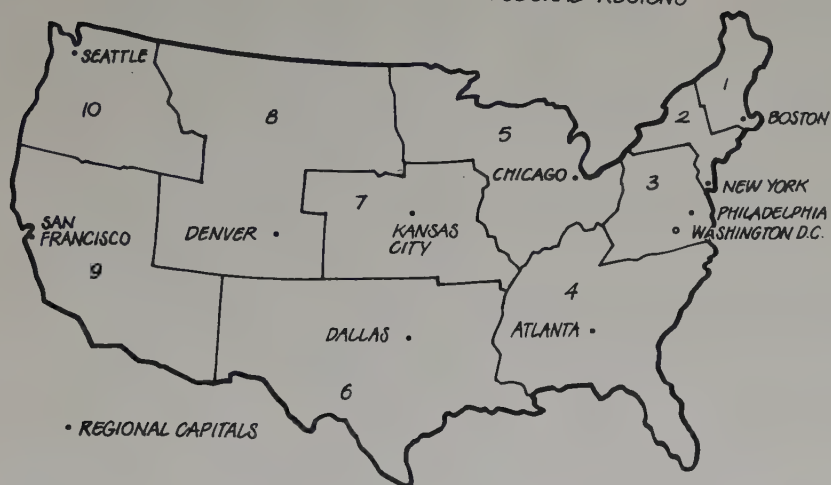 REGIONS
• SEATTLE
10
8
5
1
2
• BOSTON
CHICAGO •
3
• NEW YORK
• PHILADELPHIA
WASHINGTON D.C.
7
• KANSAS
CITY
DENVER •
SAN
FRANCISCO
9
4
ATLANTA •
DALLAS •
6
• REGIONAL CAPITALS